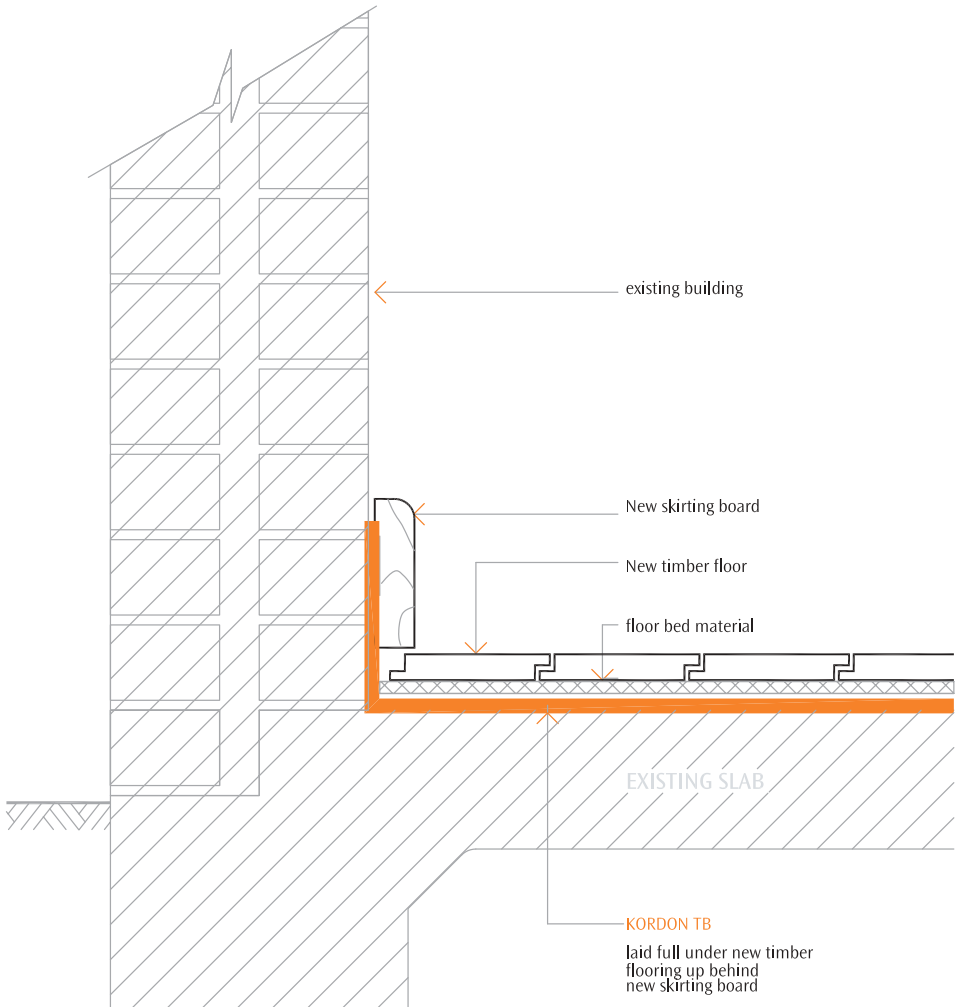 existing building
New skirting board
New timber floor
floor bed material
EXISTING SLAB
KORDON TB
laid full under new timber
flooring up behind
new skirting board